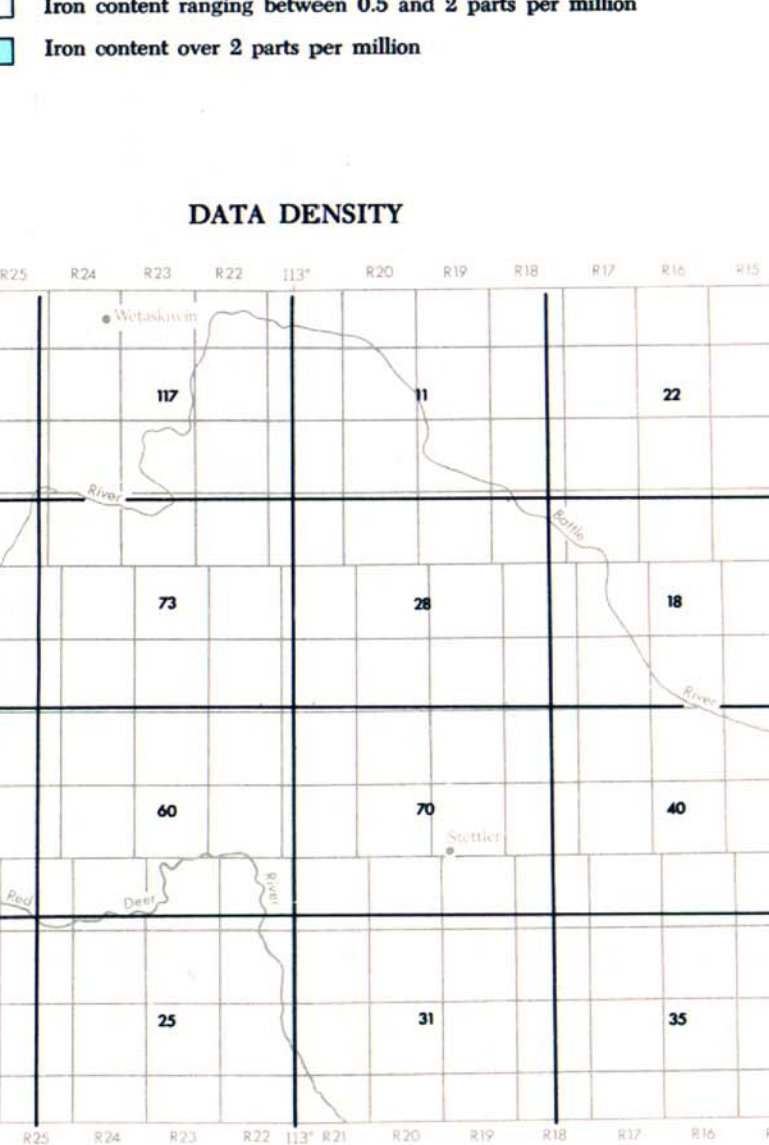 Iron content ranging between 0.5 and 2 parts per million
Iron content over 2 parts per million
DATA DENSITY
R25 R24 R23 R22 113° R20 R19 R18 R17 R16 R15
Wetaskiwin
117 11 22
River
Battle
73 28 18
River
60 70 40
Stettler
Red Deer River
25 31 35
R25 R24 R23 R22 113° R21 R20 R19 R18 R17 R16